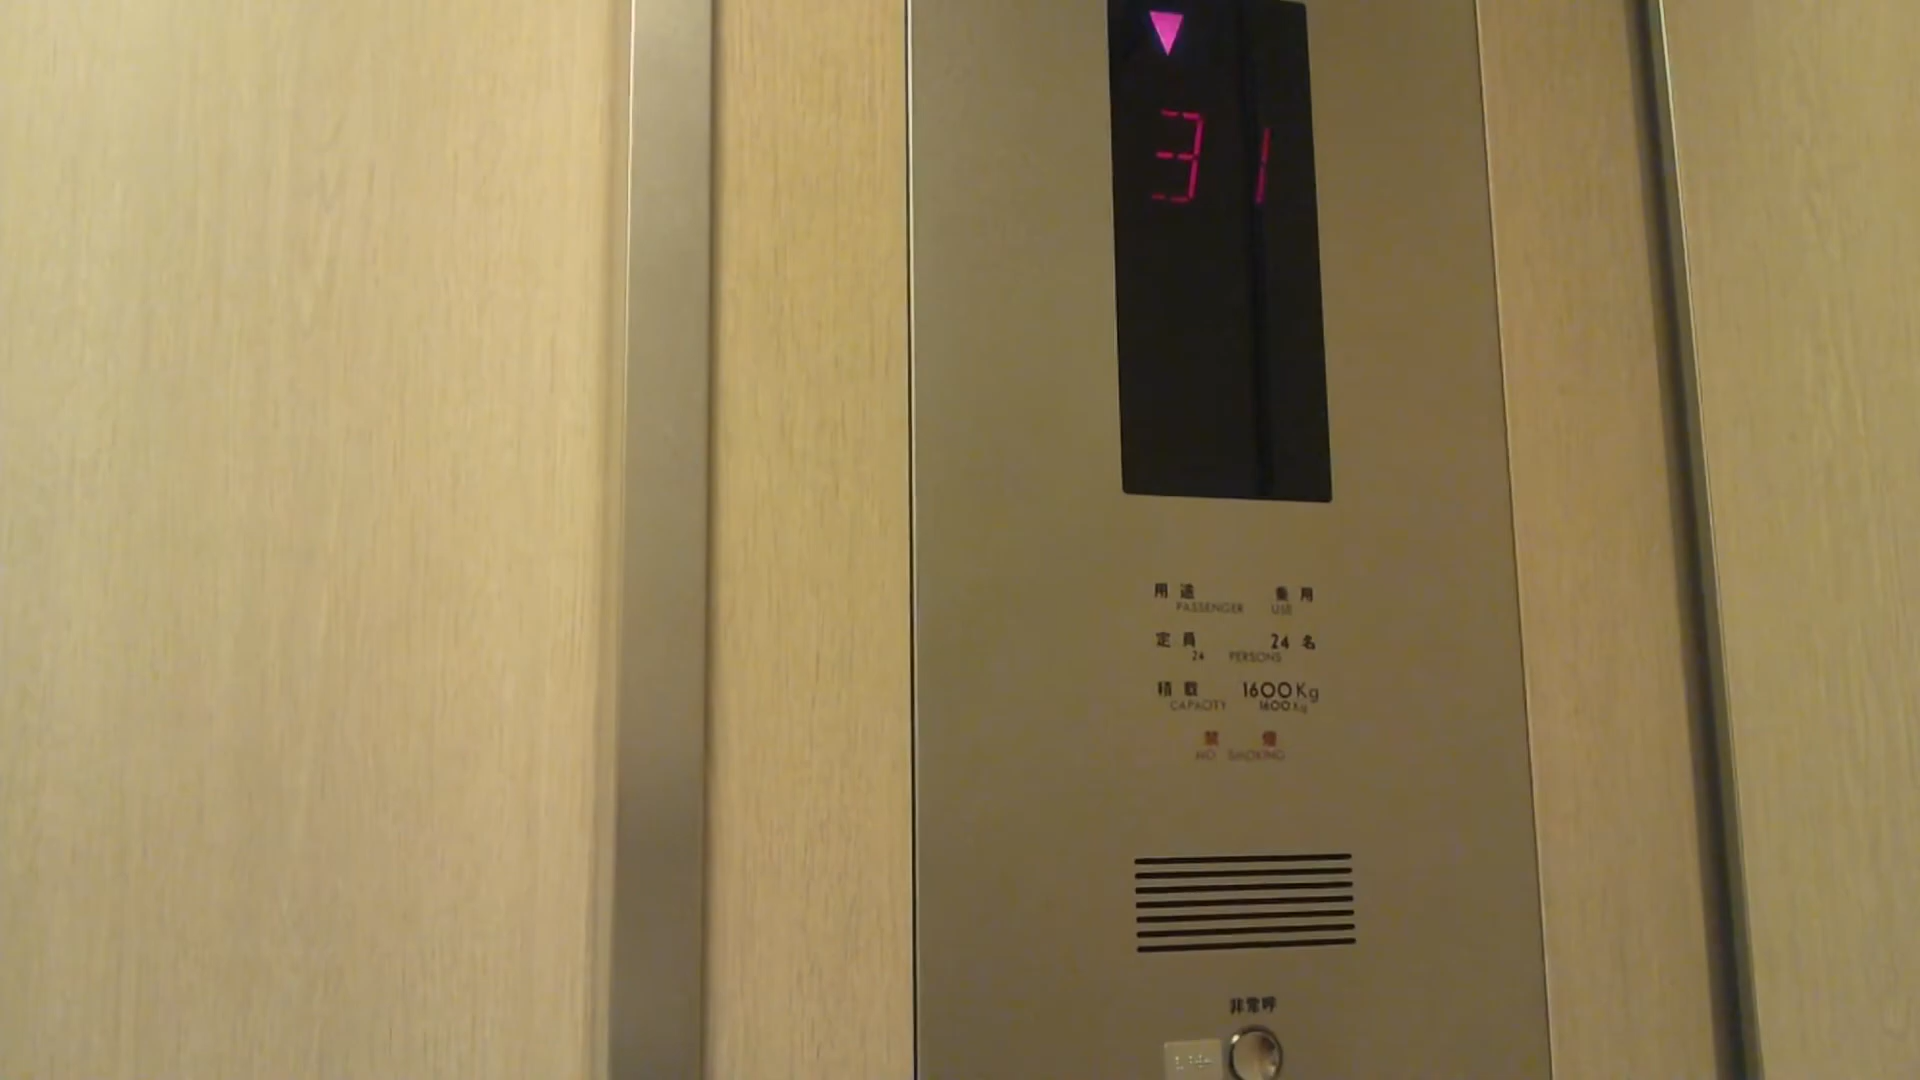 31
用途 乗用
PASSENGER USE
定員 24名
24 PERSONS
積載 1600Kg
CAPACITY 1600Kg
禁煙
NO SMOKING
非常呼